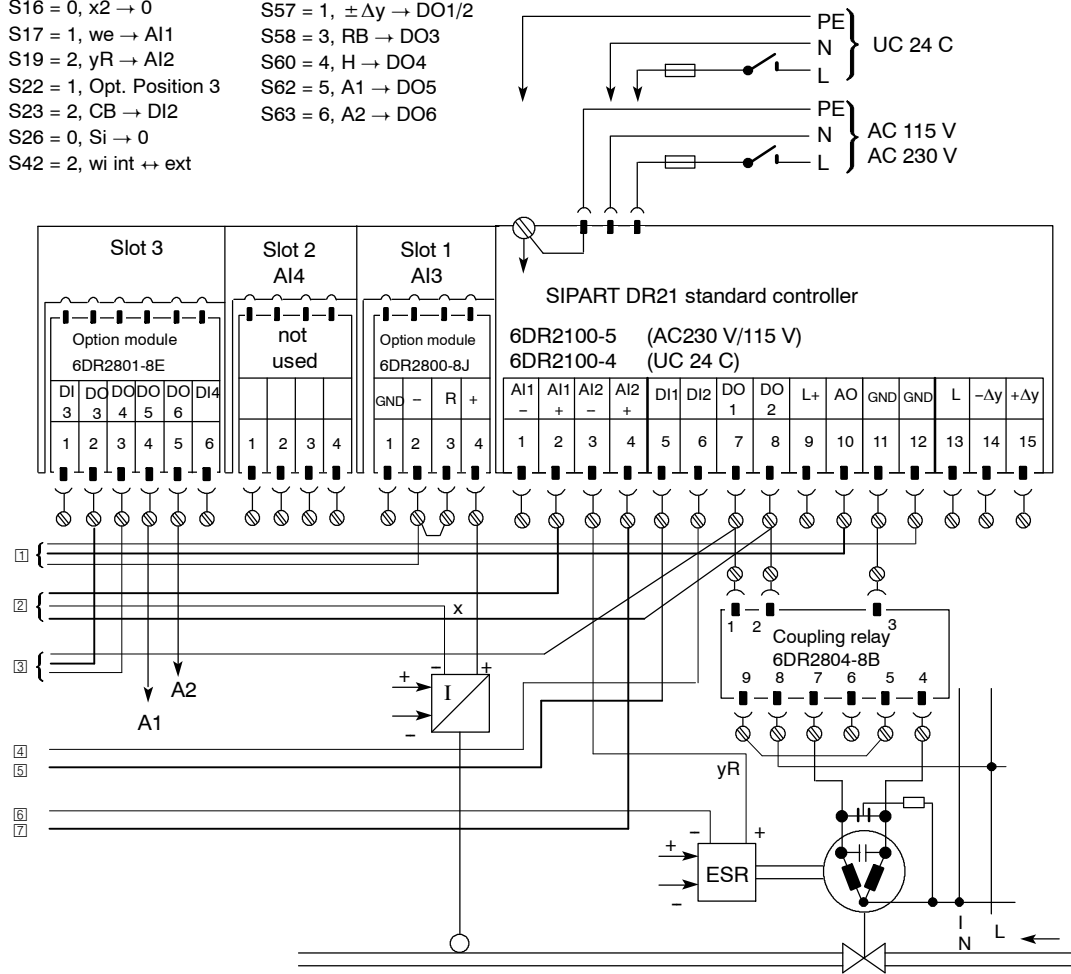 S16 = 0, x2 → 0
S17 = 1, we → AI1
S19 = 2, yR → AI2
S22 = 1, Opt. Position 3
S23 = 2, CB → DI2
S26 = 0, Si → 0
S42 = 2, wi int ↔ ext
S57 = 1, ±Δy → DO1/2
S58 = 3, RB → DO3
S60 = 4, H → DO4
S62 = 5, A1 → DO5
S63 = 6, A2 → DO6
PE
N
L
UC 24 C
PE
N
L
AC 115 V
AC 230 V
Slot 3
Option module
6DR2801-8E
DI 3 DO 3 DO 4 DO 5 DO 6 DI4
1 2 3 4 5 6
Slot 2
AI4
not
used
1 2 3 4
Slot 1
AI3
Option module
6DR2800-8J
GND − R +
1 2 3 4
SIPART DR21 standard controller
6DR2100-5 (AC230 V/115 V)
6DR2100-4 (UC 24 C)
AI1 − AI1 + AI2 − AI2 + DI1 DI2 DO 1 DO 2 L+ AO GND GND L −Δy +Δy
1 2 3 4 5 6 7 8 9 10 11 12 13 14 15
1
2
x
3
A2
A1
− +
+
I
−
1 2 3
Coupling relay
6DR2804-8B
9 8 7 6 5 4
4
5
yR
6
7
− +
+
ESR
−
I
N
L